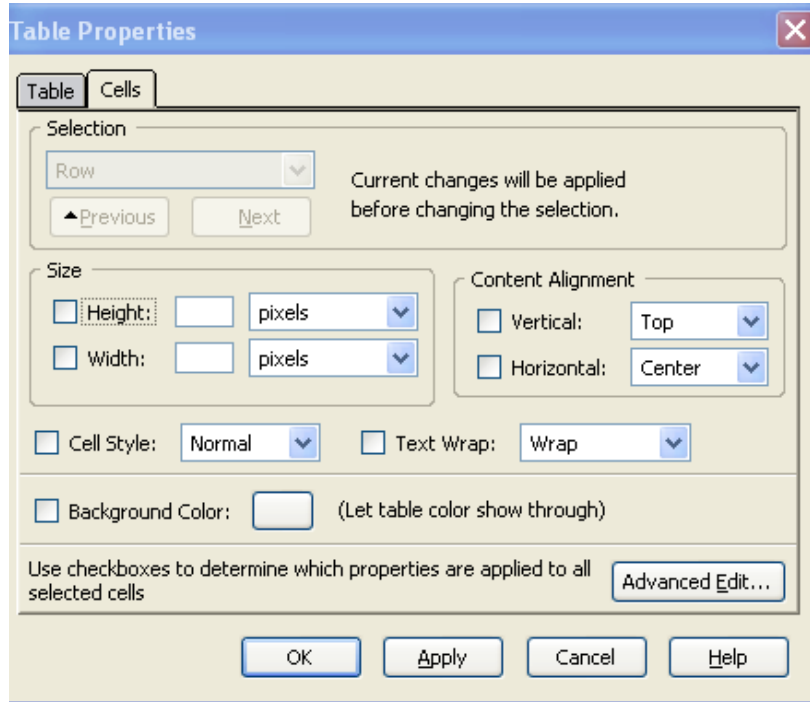 Table Properties
Table Cells
Selection
Row
Previous Next
Current changes will be applied
before changing the selection.
Size
Height: pixels
Width: pixels
Content Alignment
Vertical: Top
Horizontal: Center
Cell Style: Normal Text Wrap: Wrap
Background Color: (Let table color show through)
Use checkboxes to determine which properties are applied to all
selected cells
Advanced Edit...
OK Apply Cancel Help